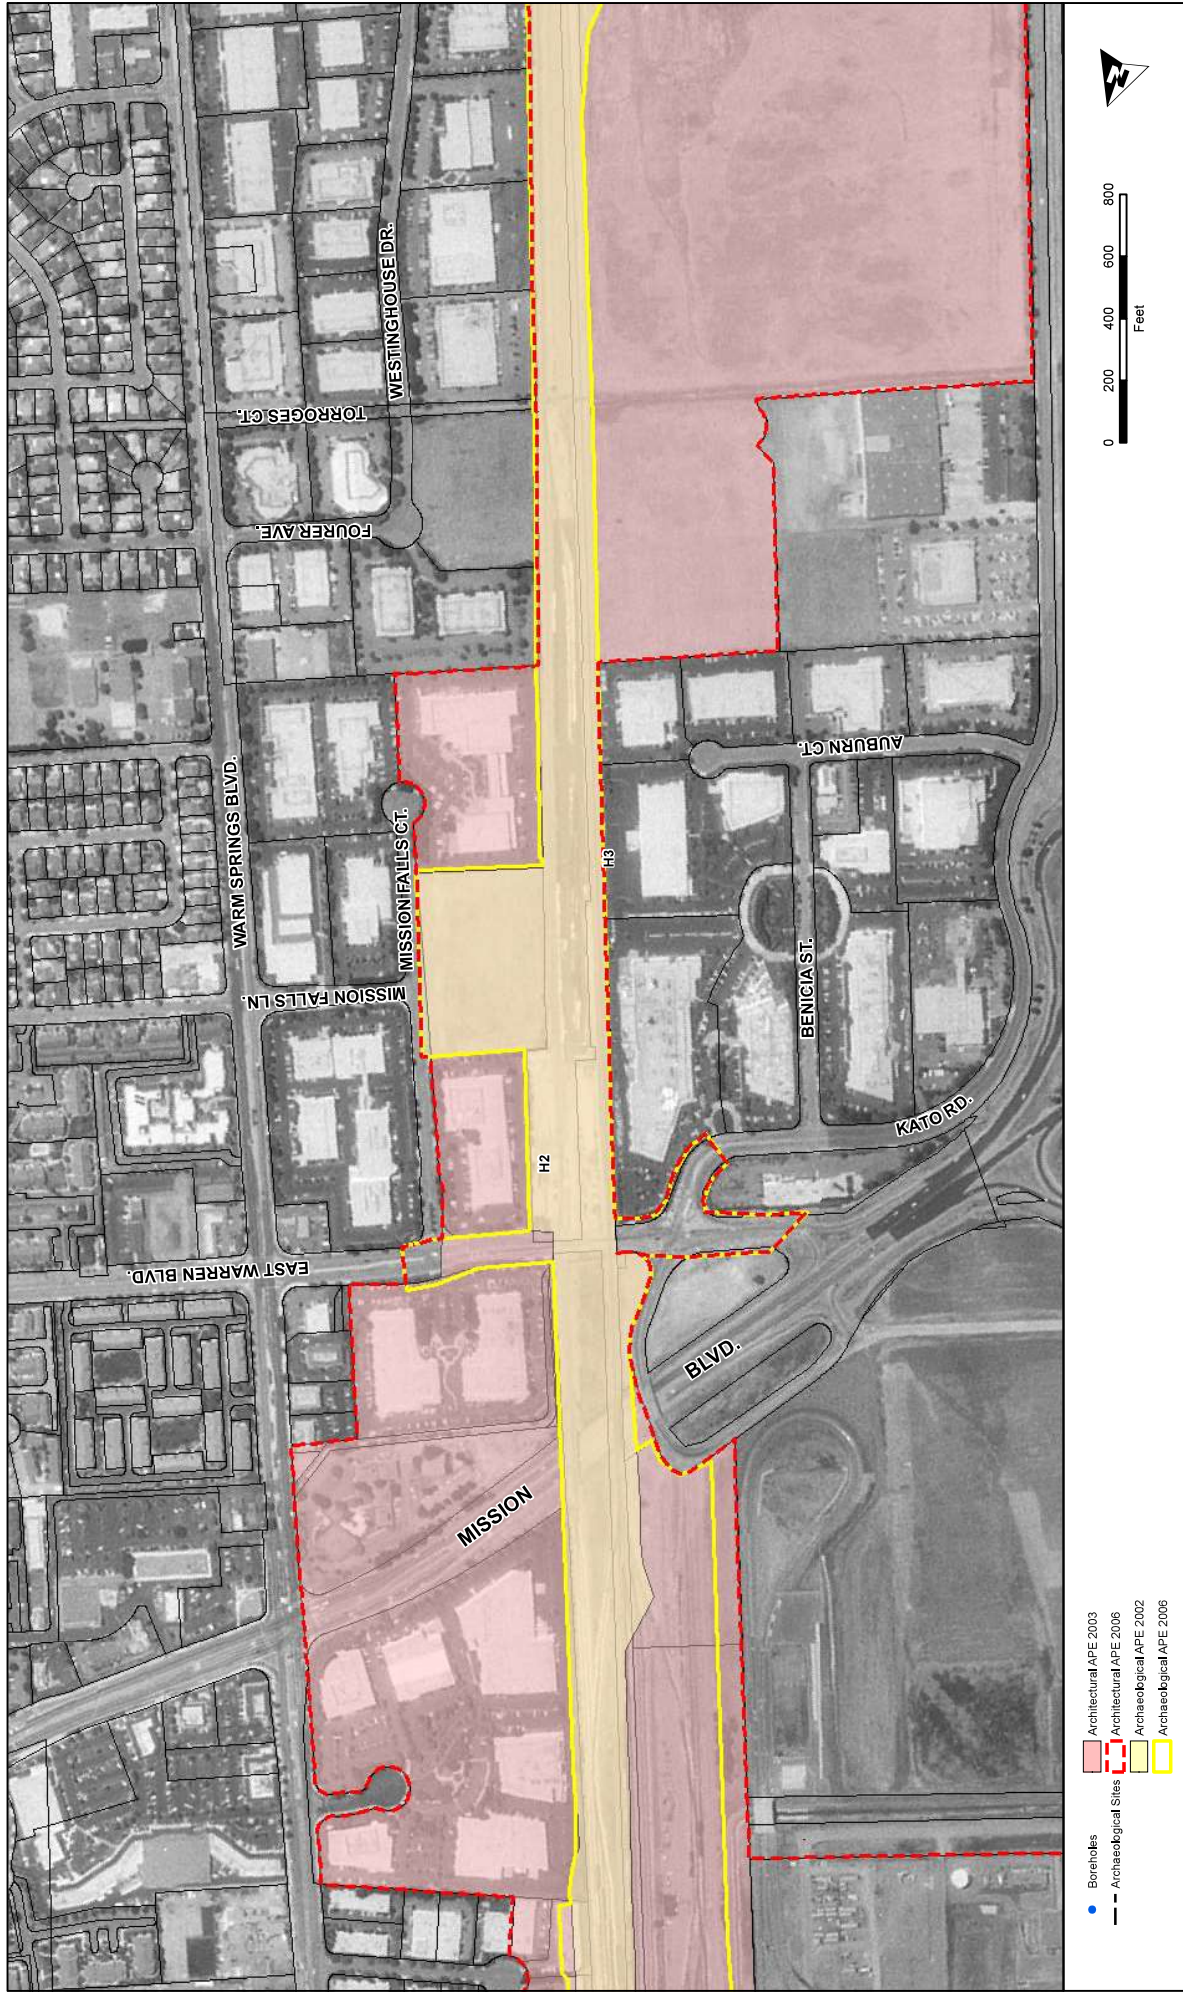 WESTINGHOUSE DR.
TORROGES CT.
FOURER AVE.
WARM SPRINGS BLVD.
MISSION FALLS CT.
MISSION FALLS LN.
AUBURN CT.
H3
BENICIA ST.
KATO RD.
H2
EAST WARREN BLVD.
BLVD.
MISSION
N
0 200 400 600 800
Feet
Boreholes
Archaeological Sites
Architectural APE 2003
Architectural APE 2006
Archaeological APE 2002
Archaeological APE 2006